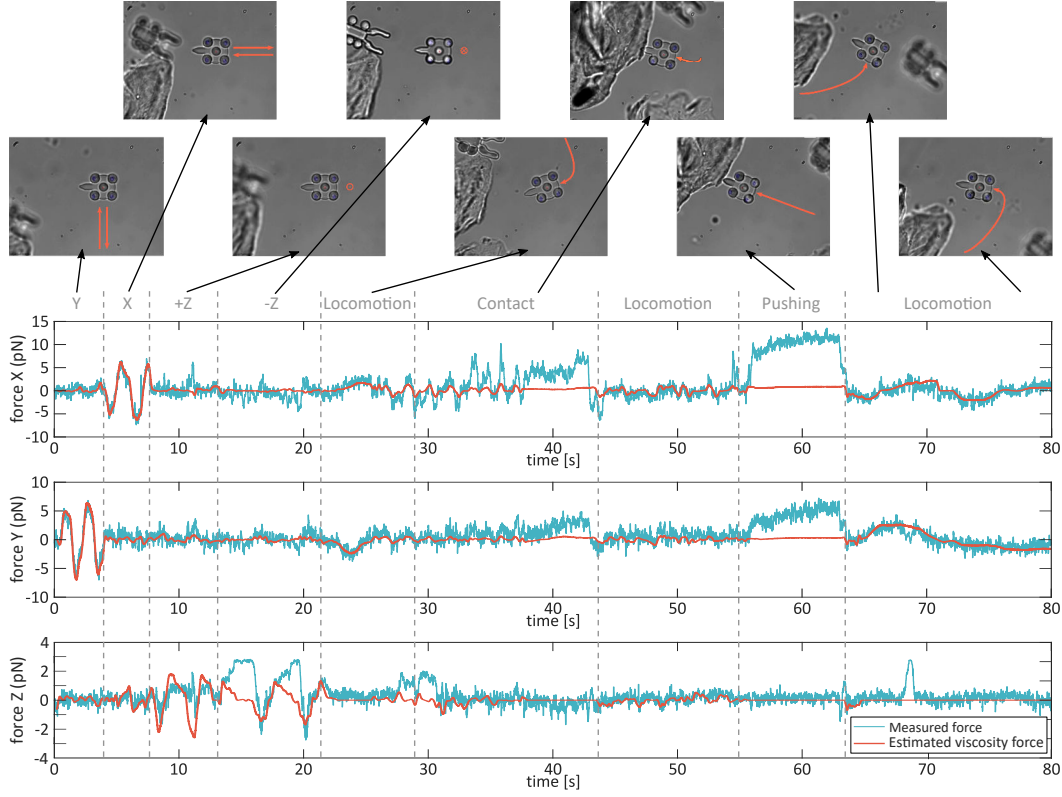 Y X +Z -Z Locomotion Contact Locomotion Pushing Locomotion
15
10
5
0
-5
-10
force X (pN)
0 10 20 30 40 50 60 70 80
time [s]
10
5
0
-5
-10
force Y (pN)
0 10 20 30 40 50 60 70 80
time [s]
4
2
0
-2
-4
force Z (pN)
Measured force
Estimated viscosity force
0 10 20 30 40 50 60 70 80
time [s]